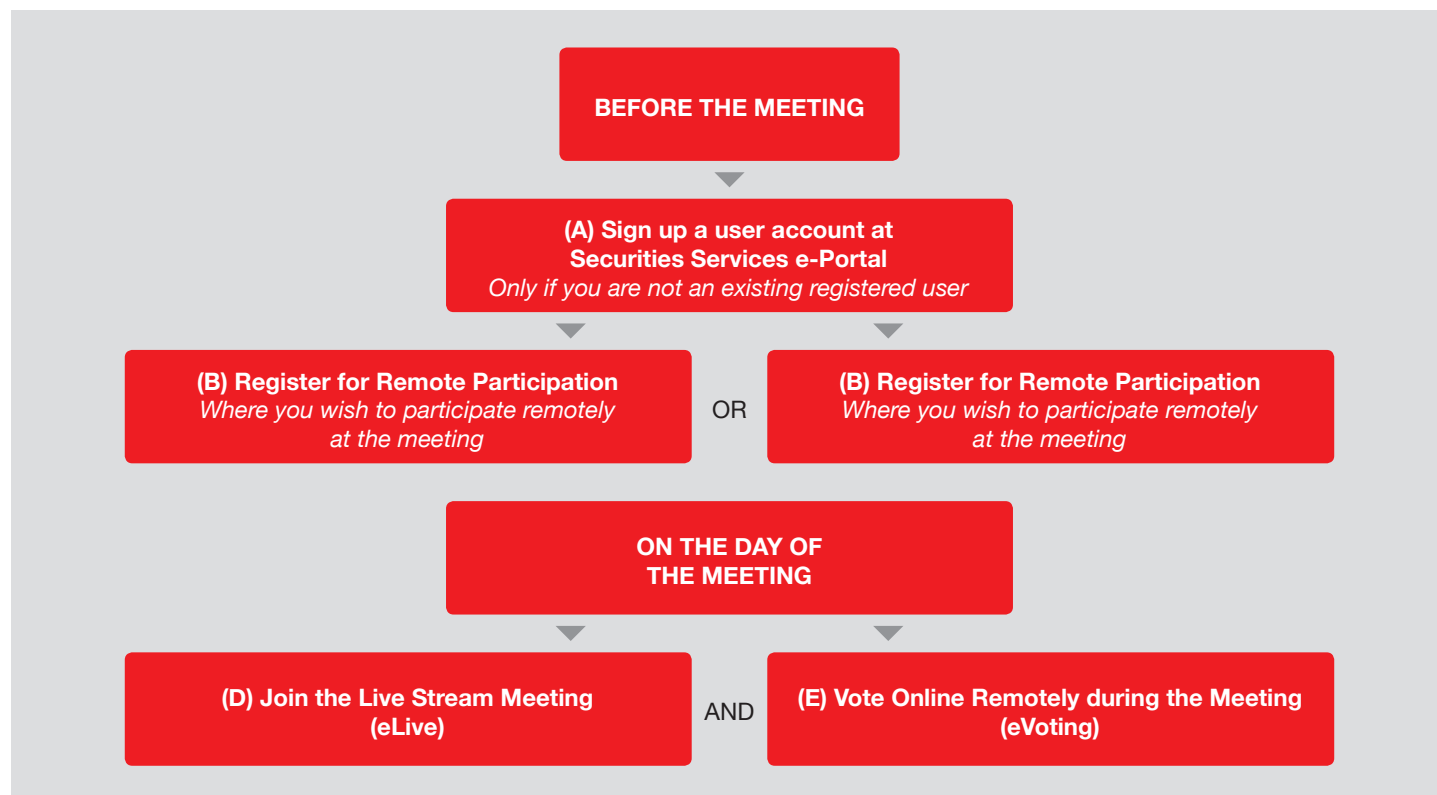 BEFORE THE MEETING
(A) Sign up a user account at
Securities Services e-Portal
Only if you are not an existing registered user
(B) Register for Remote Participation
Where you wish to participate remotely
at the meeting
OR
(B) Register for Remote Participation
Where you wish to participate remotely
at the meeting
ON THE DAY OF
THE MEETING
(D) Join the Live Stream Meeting
(eLive)
AND
(E) Vote Online Remotely during the Meeting
(eVoting)